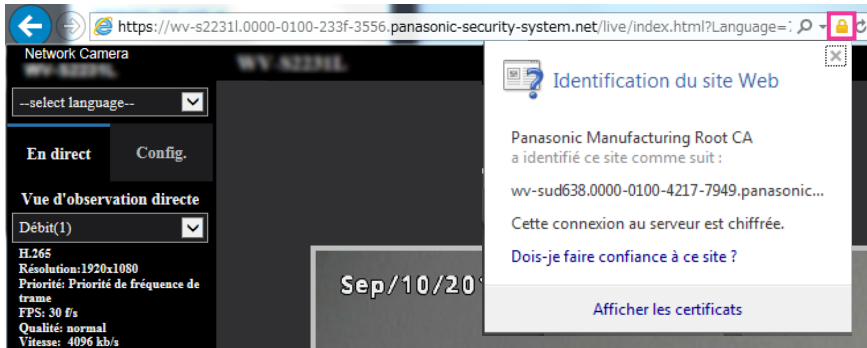 https://wv-s2231l.0000-0100-233f-3556.panasonic-security-system.net/live/index.html?Language=
Network Camera
--select language--
En direct Config.
Vue d'observation directe
Débit(1)
H.265
Résolution:1920x1080
Priorité: Priorité de fréquence de
trame
FPS: 30 f/s
Qualité: normal
Vitesse: 4096 kb/s
Sep/10/20
Identification du site Web
Panasonic Manufacturing Root CA
a identifié ce site comme suit :
wv-sud638.0000-0100-4217-7949.panasonic...
Cette connexion au serveur est chiffrée.
Dois-je faire confiance à ce site ?
Afficher les certificats